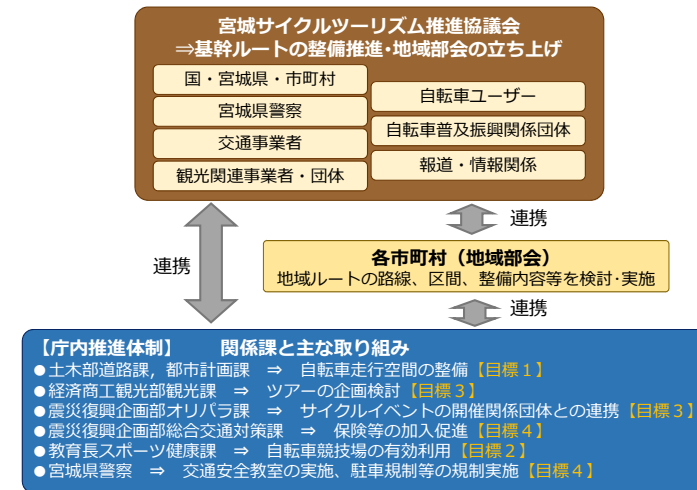 宮城サイクルツーリズム推進協議会
⇒基幹ルートの整備推進・地域部会の立ち上げ
国・宮城県・市町村
宮城県警察
交通事業者
観光関連事業者・団体
自転車ユーザー
自転車普及振興関係団体
報道・情報関係
連携
連携
各市町村（地域部会）
地域ルートの路線、区間、整備内容等を検討・実施
連携
【庁内推進体制】　関係課と主な取り組み
●土木部道路課，都市計画課　⇒　自転車走行空間の整備【目標１】
●経済商工観光部観光課　⇒　ツアーの企画検討【目標３】
●震災復興企画部オリパラ課　⇒　サイクルイベントの開催関係団体との連携【目標３】
●震災復興企画部総合交通対策課　⇒　保険等の加入促進【目標４】
●教育長スポーツ健康課　⇒　自転車競技場の有効利用【目標２】
●宮城県警察　⇒　交通安全教室の実施、駐車規制等の規制実施【目標４】